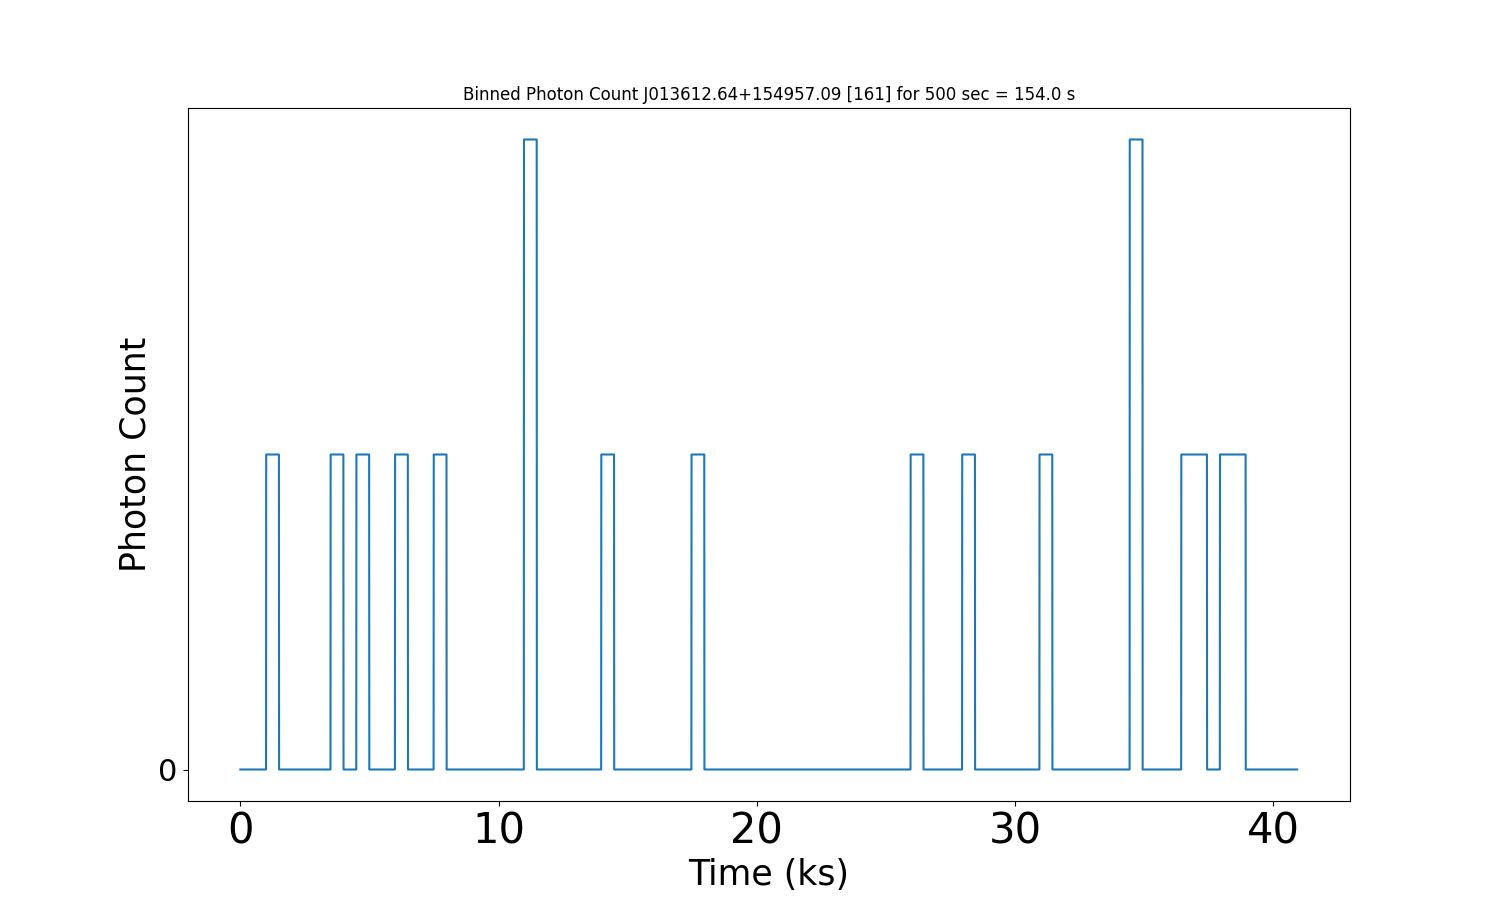 Binned Photon Count J013612.64+154957.09 [161] for 500 sec = 154.0 s
Photon Count
0
0 10 20 30 40
Time (ks)